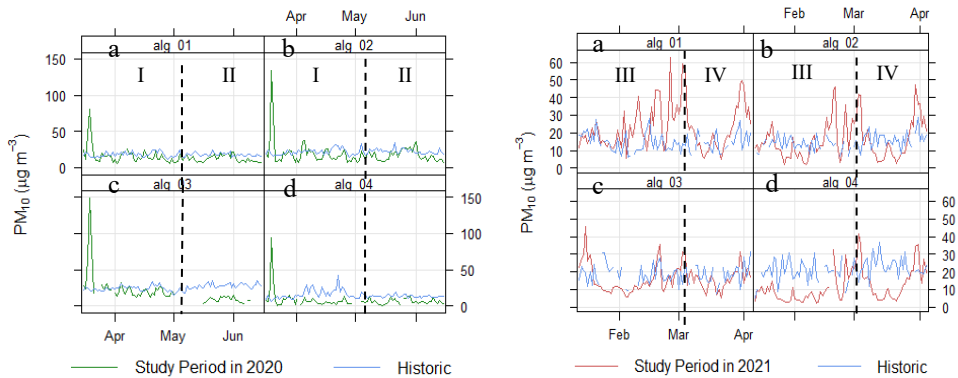 Apr May Jun
a alg_01 b alg_02
I II I II
150
100
50
0
c alg_03 d alg_04
150
100
50
0
PM10 (µg m−3)
Apr May Jun
Study Period in 2020 Historic
Feb Mar Apr
a alg_01 b alg_02
III IV III IV
60
50
40
30
20
10
0
c alg_03 d alg_04
60
50
40
30
20
10
0
PM10 (µg m−3)
Feb Mar Apr
Study Period in 2021 Historic